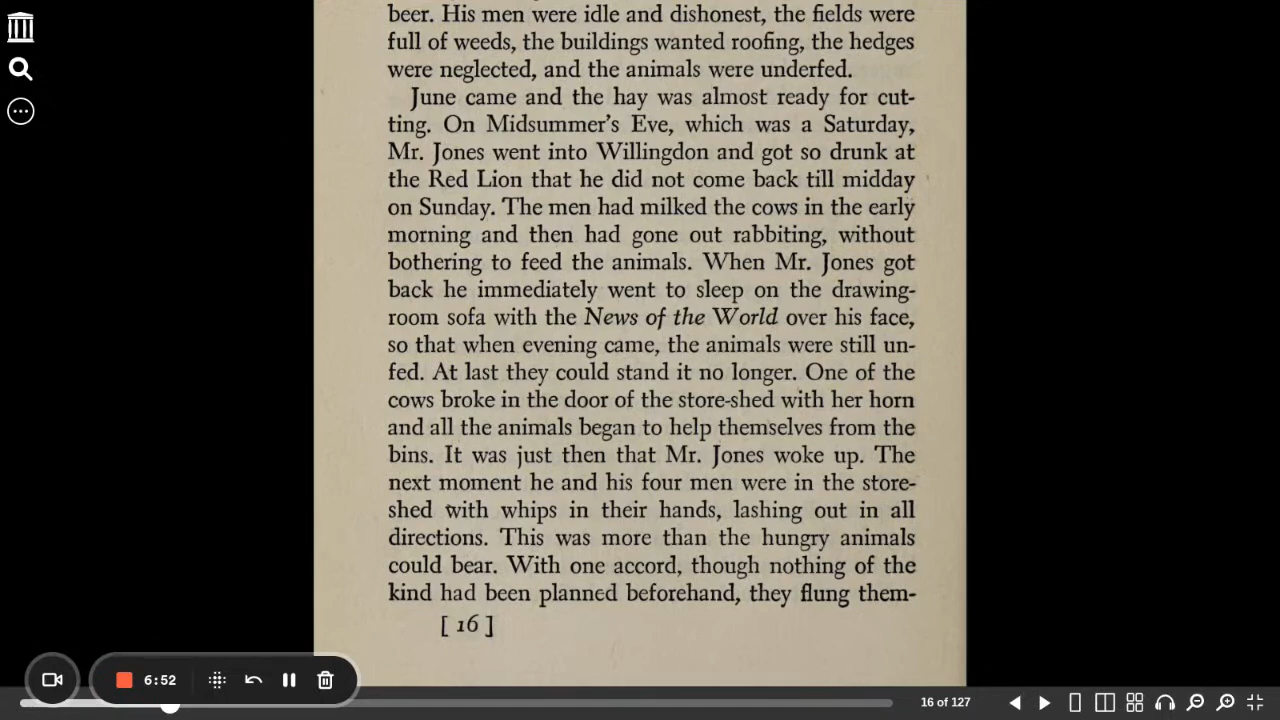 beer. His men were idle and dishonest, the fields were
full of weeds, the buildings wanted roofing, the hedges
were neglected, and the animals were underfed.
June came and the hay was almost ready for cut-
ting. On Midsummer's Eve, which was a Saturday,
Mr. Jones went into Willingdon and got so drunk at
the Red Lion that he did not come back till midday
on Sunday. The men had milked the cows in the early
morning and then had gone out rabbiting, without
bothering to feed the animals. When Mr. Jones got
back he immediately went to sleep on the drawing-
room sofa with the News of the World over his face,
so that when evening came, the animals were still un-
fed. At last they could stand it no longer. One of the
cows broke in the door of the store-shed with her horn
and all the animals began to help themselves from the
bins. It was just then that Mr. Jones woke up. The
next moment he and his four men were in the store-
shed with whips in their hands, lashing out in all
directions. This was more than the hungry animals
could bear. With one accord, though nothing of the
kind had been planned beforehand, they flung them-
[ 16 ]
6:52
16 of 127